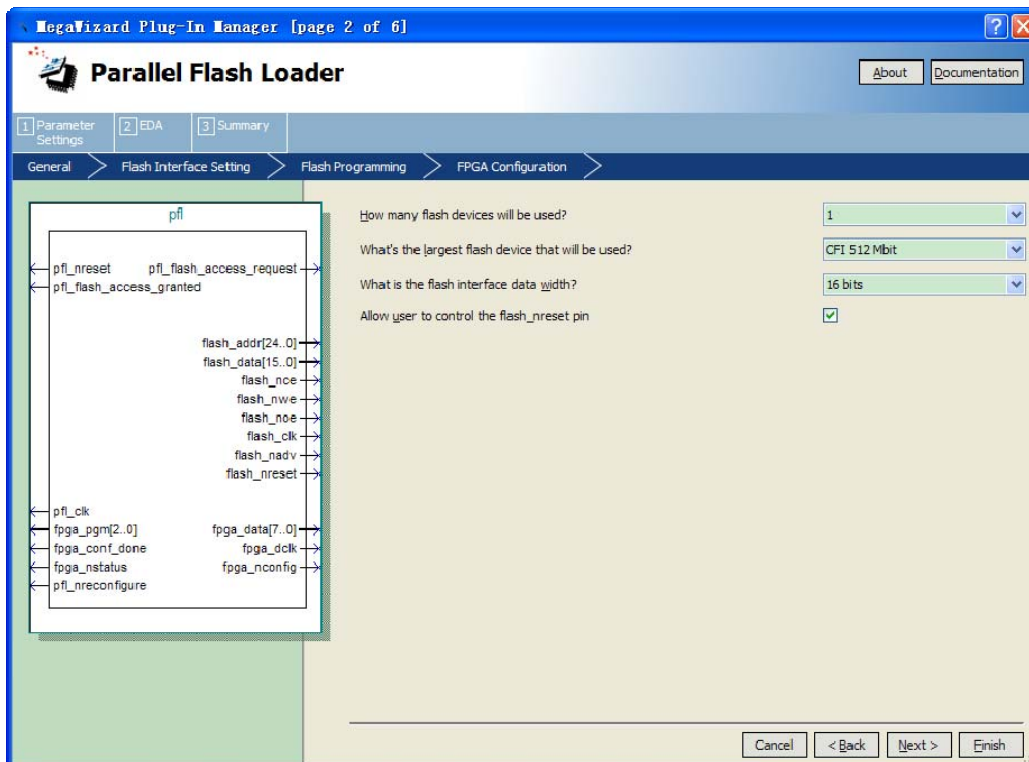 MegaWizard Plug-In Manager [page 2 of 6]
Parallel Flash Loader
About
Documentation
1 Parameter Settings
2 EDA
3 Summary
General
Flash Interface Setting
Flash Programming
FPGA Configuration
pfl
pfl_nreset pfl_flash_access_request
pfl_flash_access_granted
flash_addr[24..0]
flash_data[15..0]
flash_nce
flash_nwe
flash_noe
flash_clk
flash_nadv
flash_nreset
pfl_clk
fpga_pgm[2..0] fpga_data[7..0]
fpga_conf_done fpga_dclk
fpga_nstatus fpga_nconfig
pfl_nreconfigure
How many flash devices will be used? 1
What's the largest flash device that will be used? CFI 512 Mbit
What is the flash interface data width? 16 bits
Allow user to control the flash_nreset pin
Cancel
< Back
Next >
Finish